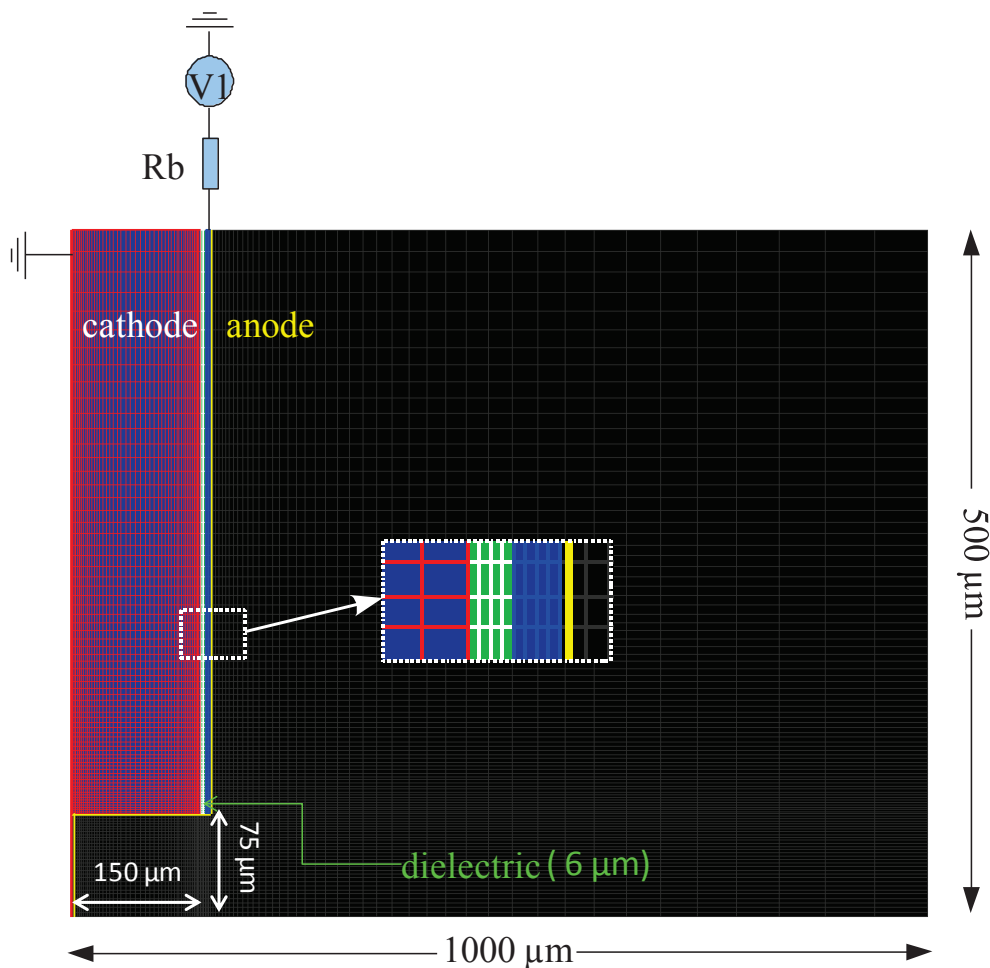 V1
Rb
cathode
anode
500 µm
75 µm
150 µm
dielectric ( 6 µm)
1000 µm